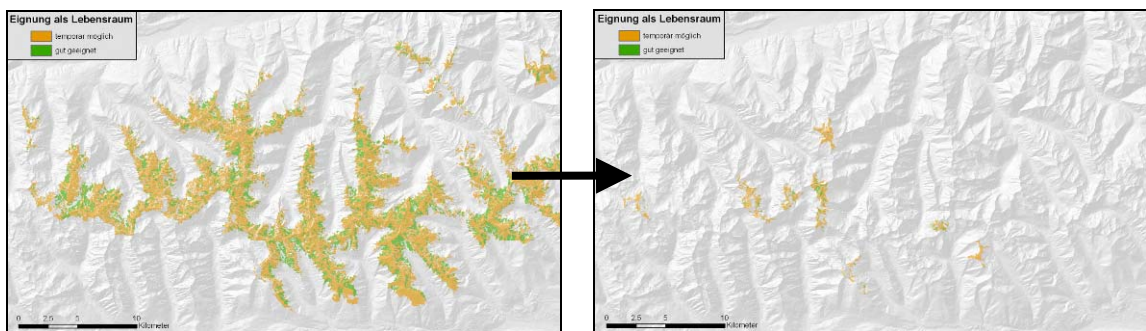 Eignung als Lebensraum
temporär möglich
gut geeignet
0 2.5 5 10
Kilometer
Eignung als Lebensraum
temporär möglich
gut geeignet
0 2.5 5 10
Kilometer